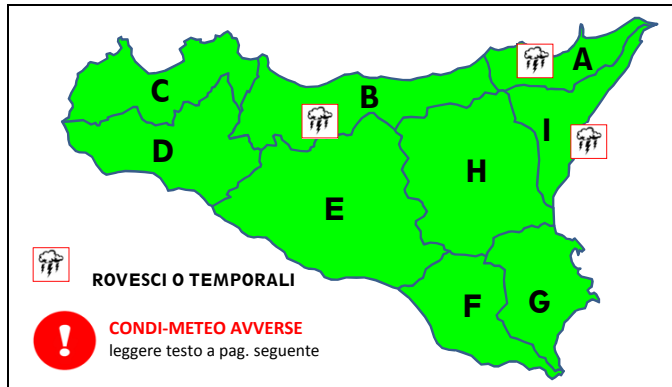 A
C
B
I
D
H
E
F
G
ROVESCI O TEMPORALI
!
CONDI-METEO AVVERSE
leggere testo a pag. seguente